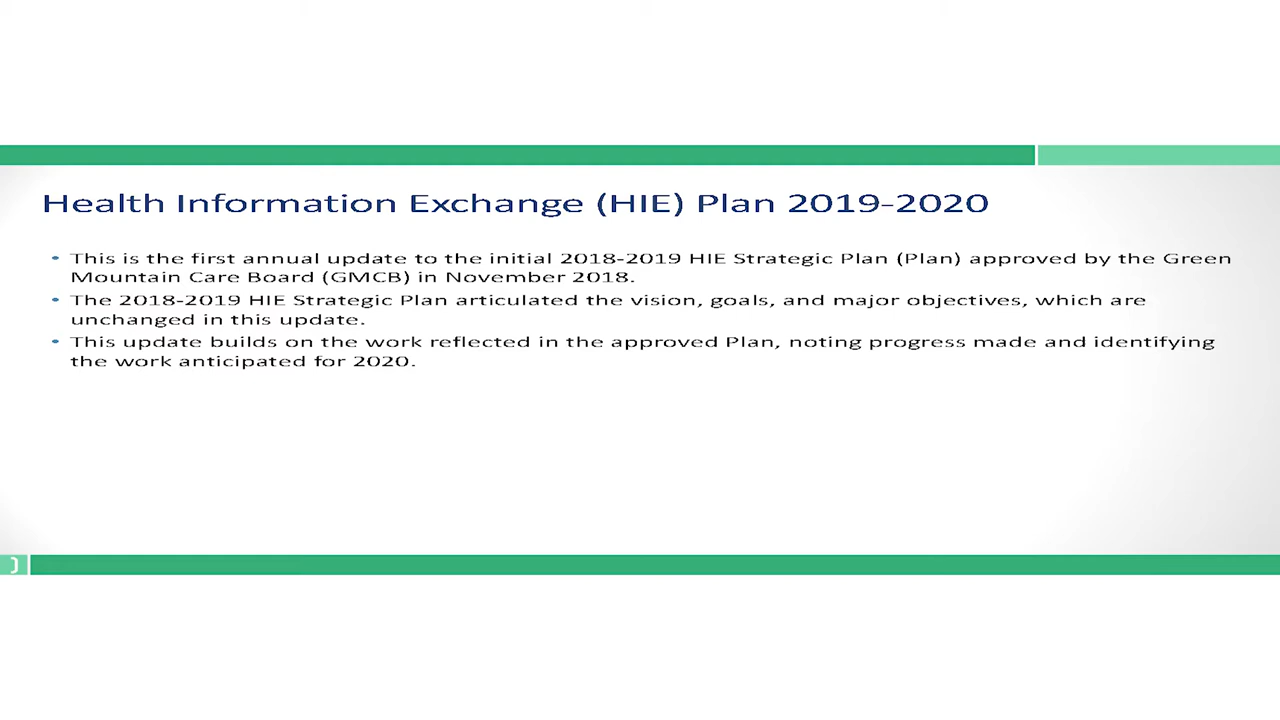 Health Information Exchange (HIE) Plan 2019-2020
• This is the first annual update to the initial 2018-2019 HIE Strategic Plan (Plan) approved by the Green
Mountain Care Board (GMCB) in November 2018.
• The 2018-2019 HIE Strategic Plan articulated the vision, goals, and major objectives, which are
unchanged in this update.
• This update builds on the work reflected in the approved Plan, noting progress made and identifying
the work anticipated for 2020.